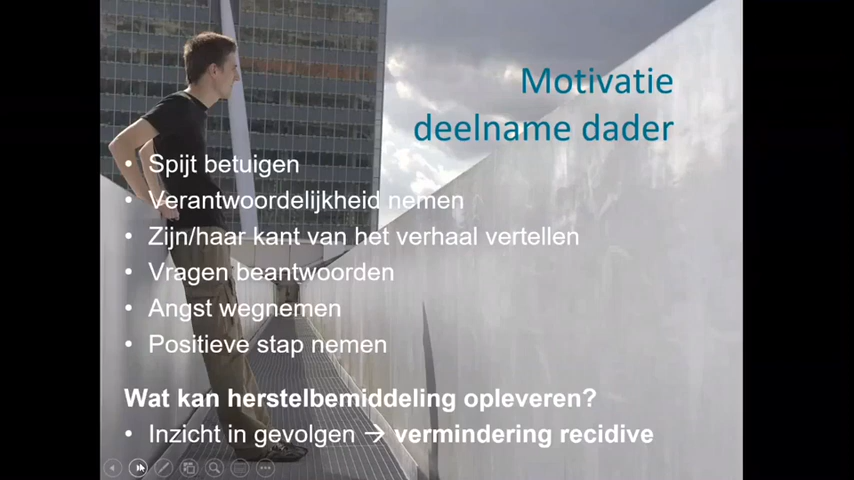 Motivatie
deelname dader
• Spijt betuigen
• Verantwoordelijkheid nemen
• Zijn/haar kant van het verhaal vertellen
• Vragen beantwoorden
• Angst wegnemen
• Positieve stap nemen
Wat kan herstelbemiddeling opleveren?
• Inzicht in gevolgen → vermindering recidive